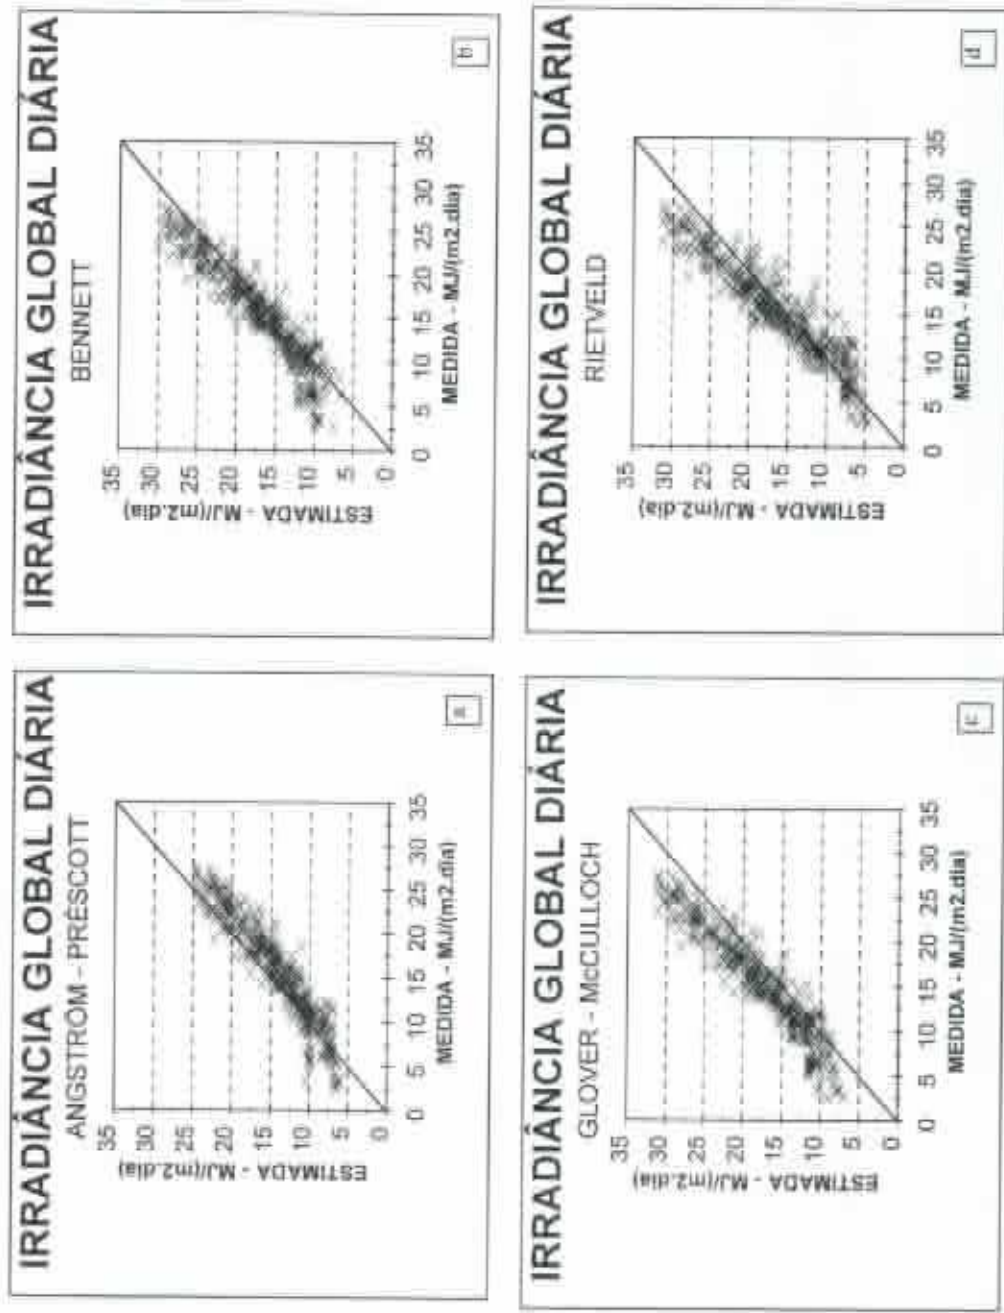 IRRADIÂNCIA GLOBAL DIÁRIA
ANGSTRÖM - PRÈSCOTT
ESTIMADA - MJ/(m2.dia)
35
30
25
20
15
10
5
0
0 5 10 15 20 25 30 35
MEDIDA - MJ/(m2.dia)
a
IRRADIÂNCIA GLOBAL DIÁRIA
BENNETT
ESTIMADA - MJ/(m2.dia)
35
30
25
20
15
10
5
0
0 5 10 15 20 25 30 35
MEDIDA - MJ/(m2.dia)
b
IRRADIÂNCIA GLOBAL DIÁRIA
GLOVER - McCULLOCH
ESTIMADA - MJ/(m2.dia)
35
30
25
20
15
10
5
0
0 5 10 15 20 25 30 35
MEDIDA - MJ/(m2.dia)
c
IRRADIÂNCIA GLOBAL DIÁRIA
RIETVELD
ESTIMADA - MJ/(m2.dia)
35
30
25
20
15
10
5
0
0 5 10 15 20 25 30 35
MEDIDA - MJ/(m2.dia)
d